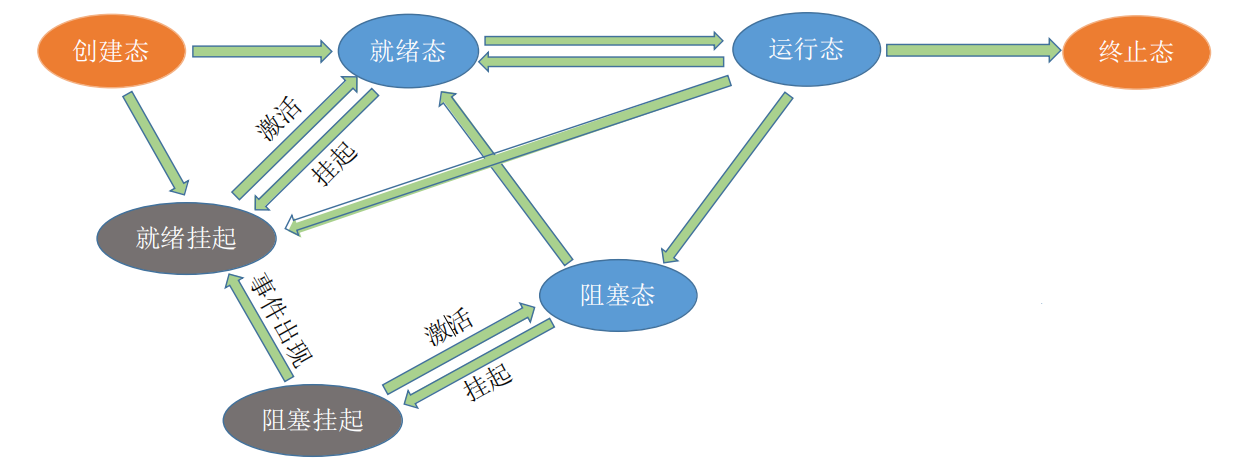 创建态
就绪态
运行态
终止态
激活
挂起
就绪挂起
事件出现
阻塞态
激活
挂起
阻塞挂起